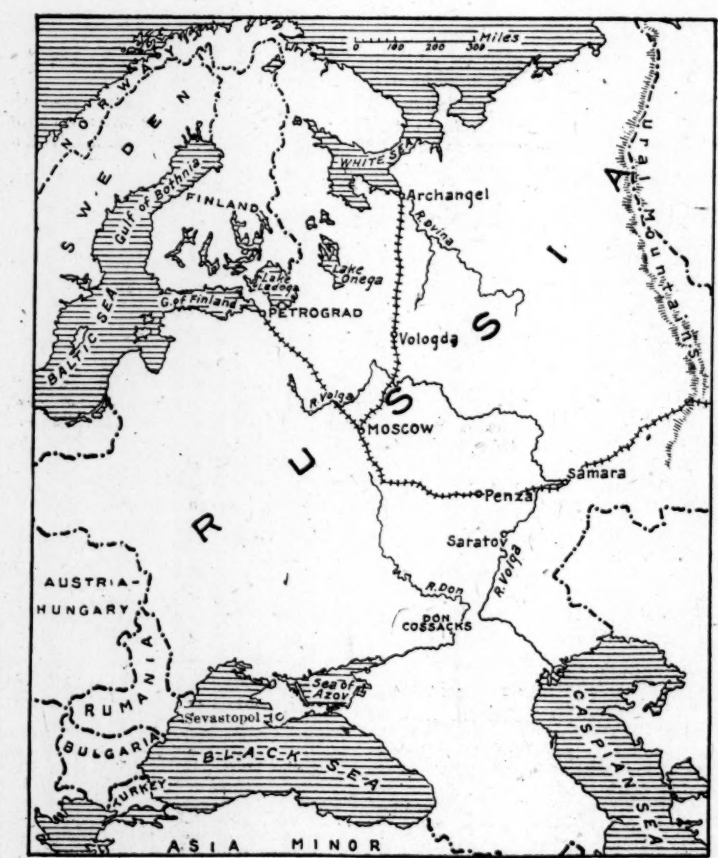 Miles
0 100 200 300
NORWAY
SWEDEN
WHITE SEA
Archangel
R. Dvina
Ural Mountains
Gulf of Bothnia
FINLAND
Lake Onega
Lake Ladoga
G. of Finland
PETROGRAD
BALTIC SEA
Vologda
R. Volga
MOSCOW
RUSSIA
Samara
Penza
Saratov
R. Volga
R. Don
DON
COSSACKS
AUSTRIA-
HUNGARY
RUMANIA
Sea of
Azov
Sevastopol
BULGARIA
BLACK SEA
CASPIAN SEA
TURKEY
ASIA MINOR